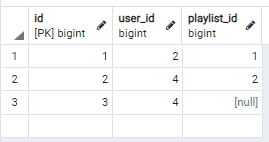 id user_id playlist_id
[PK] bigint bigint bigint
1 1 2 1
2 2 4 2
3 3 4 [null]